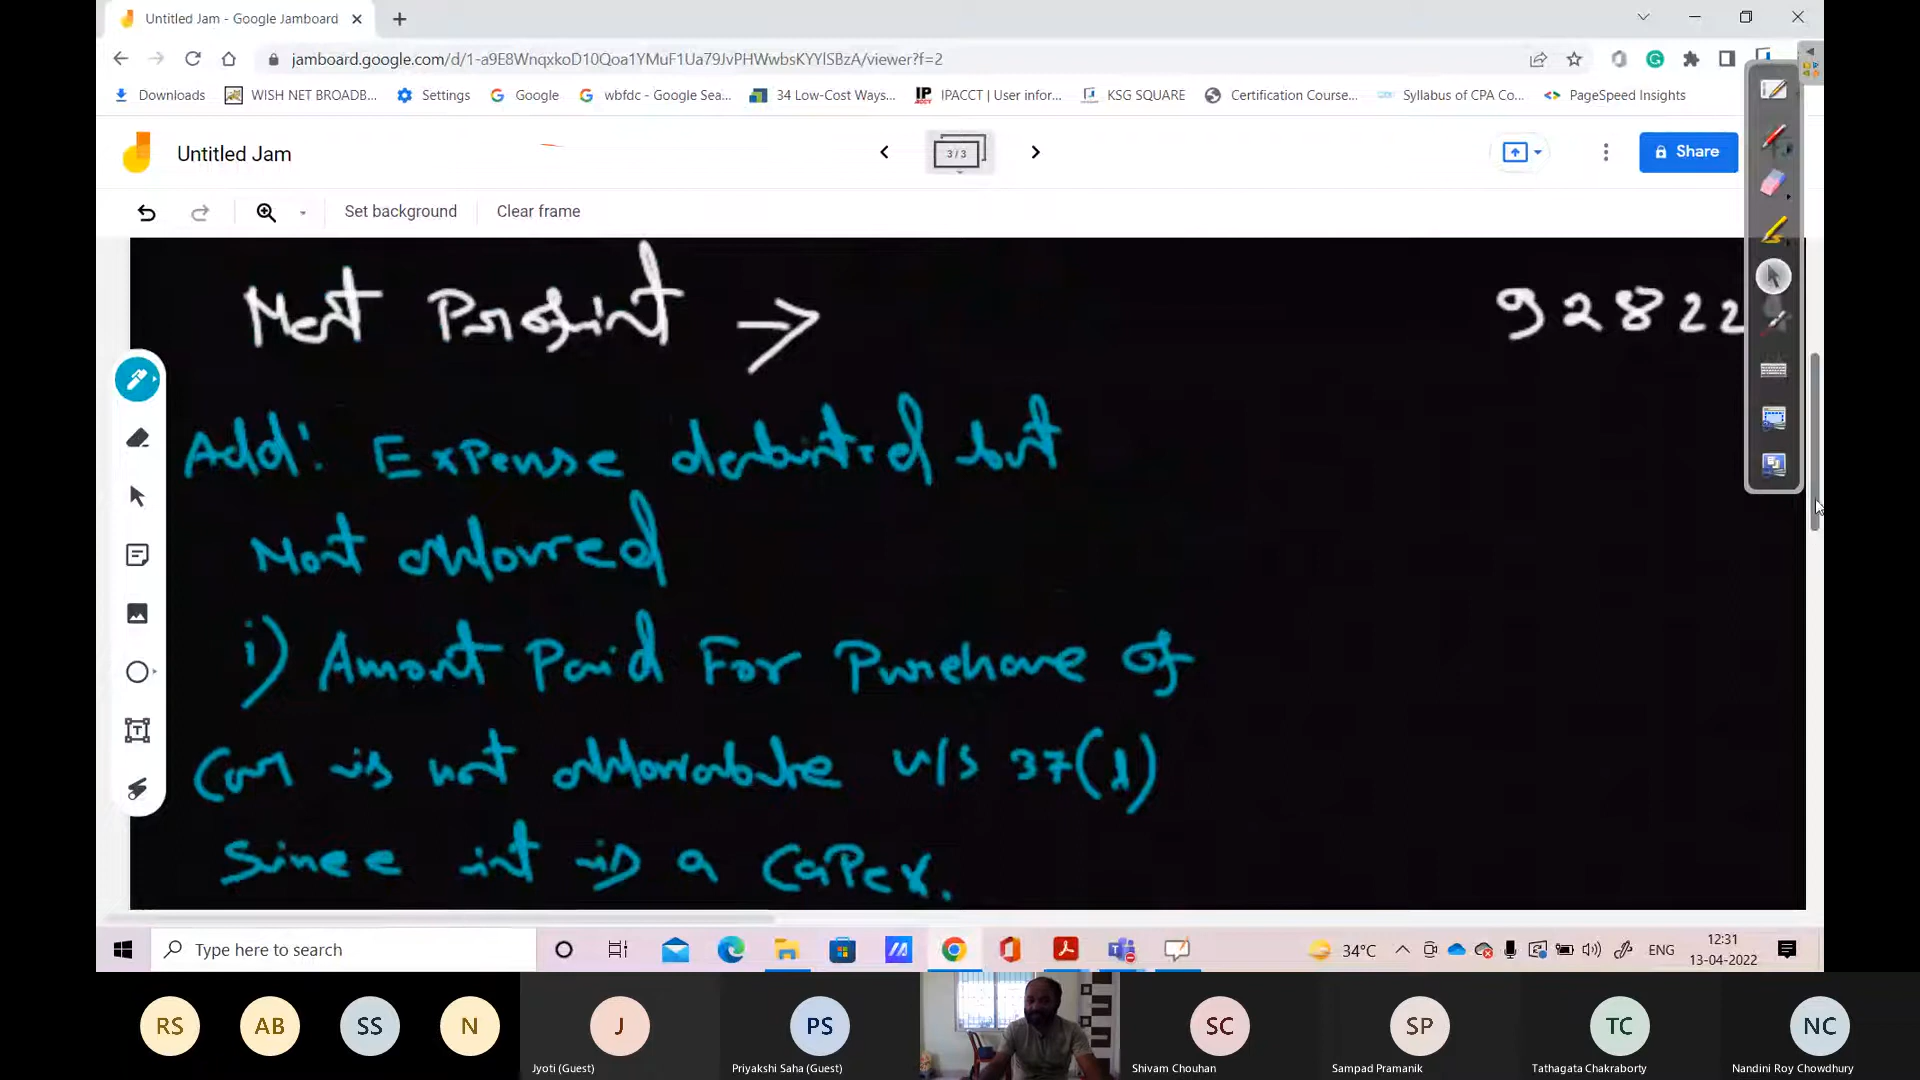 Untitled Jam - Google Jamboard
jamboard.google.com/d/1-a9E8WnqxkoD10Qoa1YMuF1Ua79JvPHWwbsKYYlSBzA/viewer?f=2
Downloads WISH NET BROADB... Settings Google wbfdc - Google Sea... 34 Low-Cost Ways... IPACCT | User infor... KSG SQUARE Certification Course... Syllabus of CPA Co... PageSpeed Insights
Untitled Jam 3 / 3 Share
Set background Clear frame
Net Profit → 92822
Add: Expense debited but
Not allowed
i) Amount Paid For Purchase of
Car is not allowable u/s 37(1)
Since it is a CaPex.
Type here to search 34°C ENG 12:31
13-04-2022
RS AB SS N J PS SC SP TC NC
Jyoti (Guest) Priyakshi Saha (Guest) Shivam Chouhan Sampad Pramanik Tathagata Chakraborty Nandini Roy Chowdhury